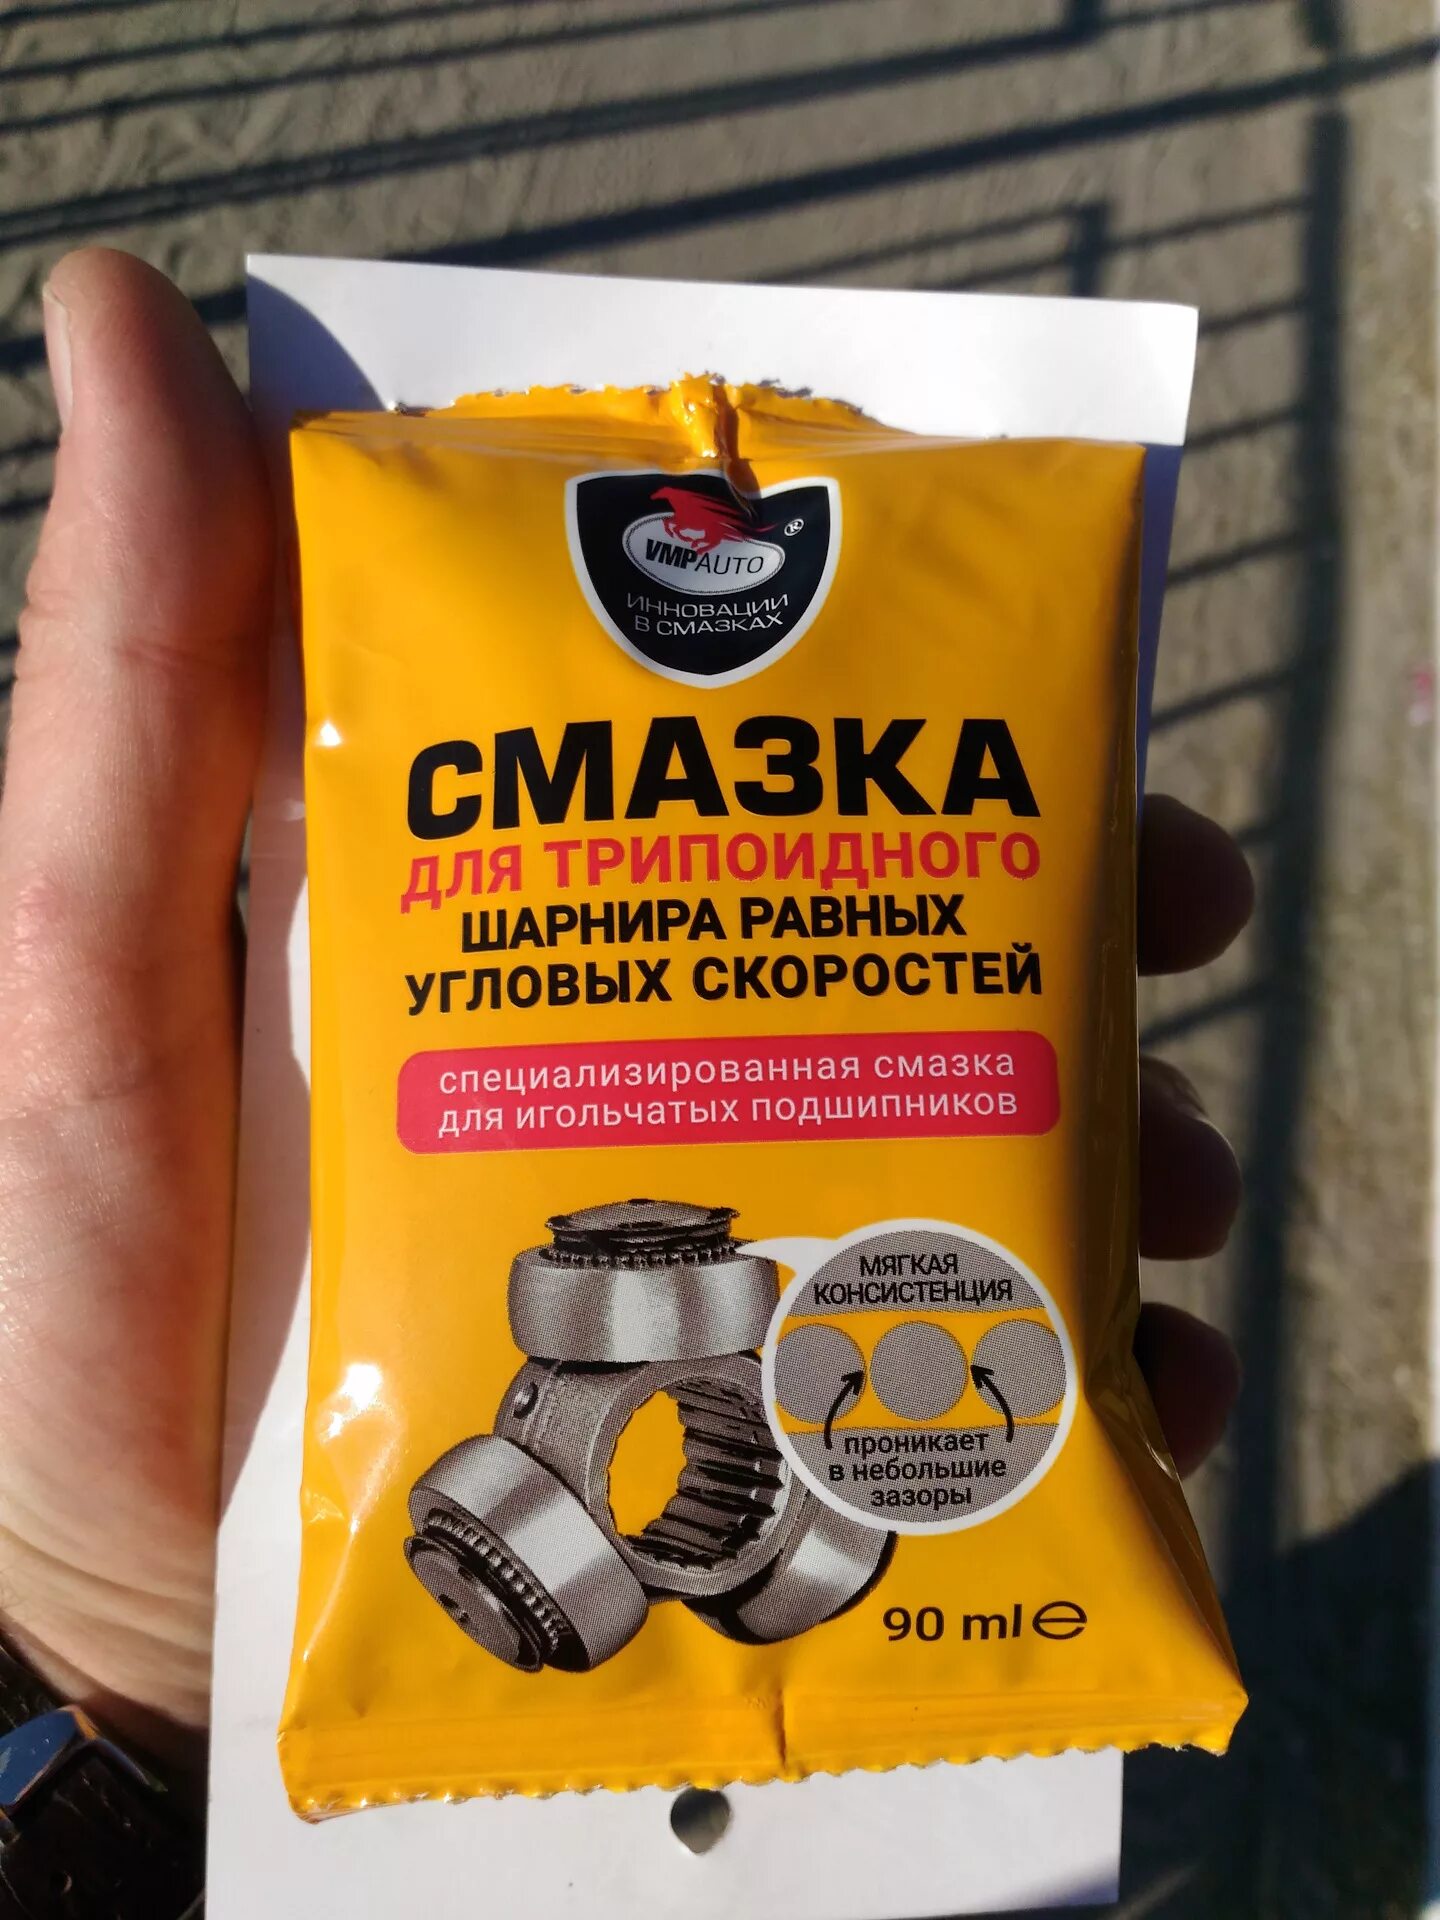 VMPAUTO ®
ИННОВАЦИИ
В СМАЗКАХ
СМАЗКА
ДЛЯ ТРИПОИДНОГО
ШАРНИРА РАВНЫХ
УГЛОВЫХ СКОРОСТЕЙ
специализированная смазка
для игольчатых подшипников
МЯГКАЯ
КОНСИСТЕНЦИЯ
проникает
в небольшие
зазоры
90 ml ℮